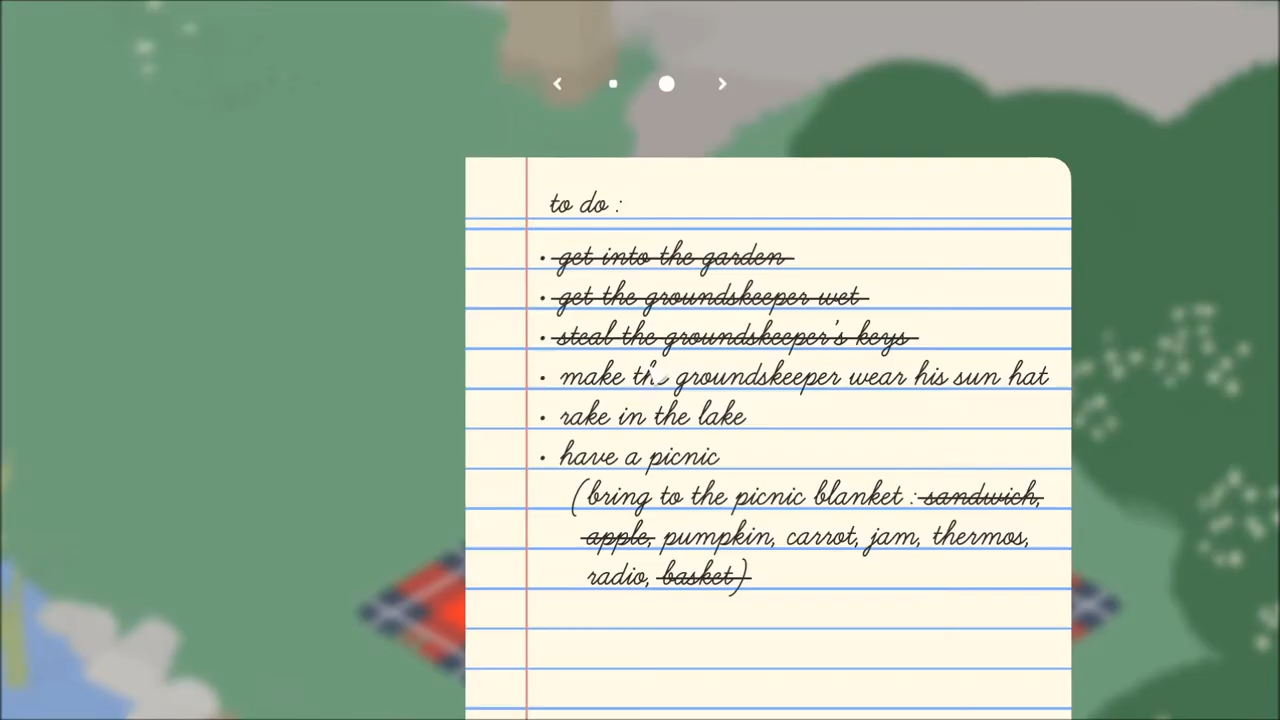 to do :
• get into the garden
• get the groundskeeper wet
• steal the groundskeeper's keys
• make the groundskeeper wear his sun hat
• rake in the lake
• have a picnic
(bring to the picnic blanket : sandwich,
apple, pumpkin, carrot, jam, thermos,
radio, basket)